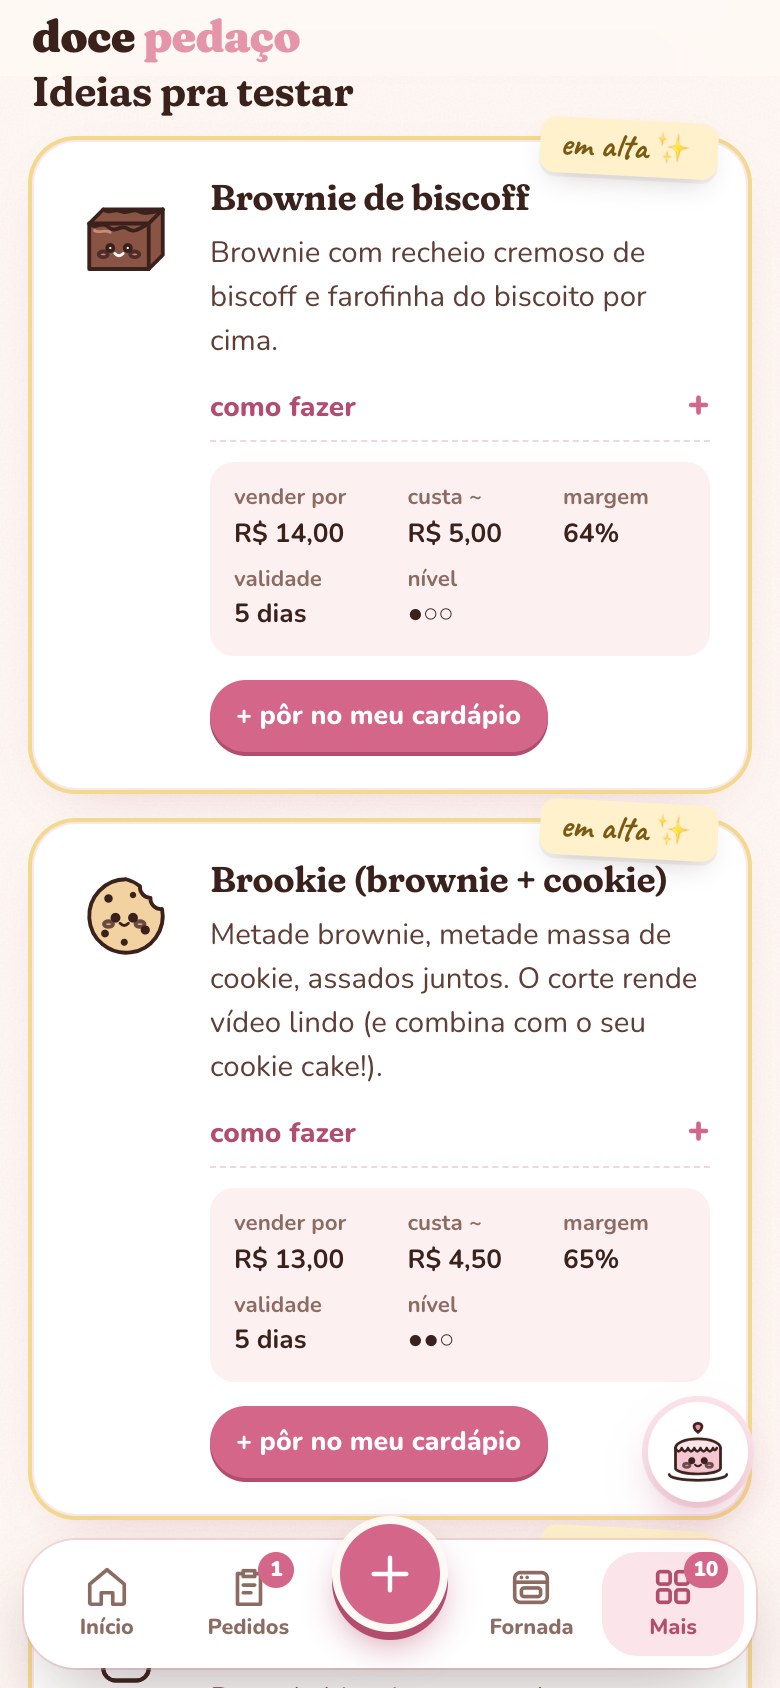 doce pedaço
Ideias pra testar
em alta ✨
Brownie de biscoff
Brownie com recheio cremoso de
biscoff e farofinha do biscoito por
cima.
como fazer +
vender por custa ~ margem
R$ 14,00 R$ 5,00 64%
validade nível
5 dias ●○○
+ pôr no meu cardápio
em alta ✨
Brookie (brownie + cookie)
Metade brownie, metade massa de
cookie, assados juntos. O corte rende
vídeo lindo (e combina com o seu
cookie cake!).
como fazer +
vender por custa ~ margem
R$ 13,00 R$ 4,50 65%
validade nível
5 dias ●●○
+ pôr no meu cardápio
1 10
Início Pedidos + Fornada Mais